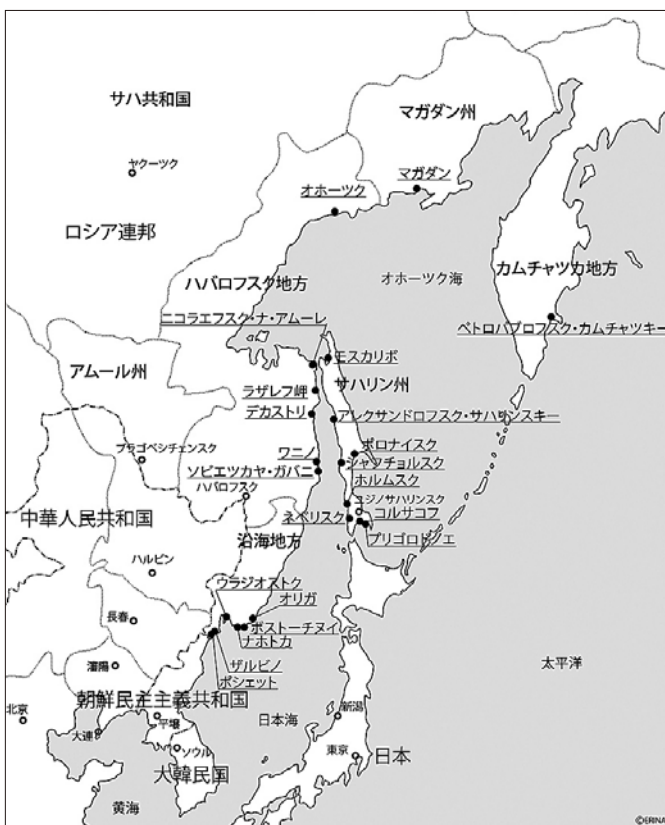 サハ共和国
マガダン州
ヤクーツク
マガダン
オホーツク
ロシア連邦
カムチャツカ地方
オホーツク海
ハバロフスク地方
ニコラエフスク・ナ・アムーレ
ペトロパブロフスク・カムチャツキー
モスカリボ
アムール州
サハリン州
ラザレフ岬
デカストリ
アレクサンドロフスク・サハリンスキー
ブラゴベシチェンスク
ワニノ
ポロナイスク
シャフチョルスク
ソビエツカヤ・ガバニ
ホルムスク
ハバロフスク
ユジノサハリンスク
中華人民共和国
ネベリスク
コルサコフ
沿海地方
プリゴロドノエ
ハルビン
ウラジオストク
オリガ
長春
ボストーチヌイ
ナホトカ
ザルビノ
瀋陽
ポシェット
太平洋
朝鮮民主主義共和国
北京
平壌
日本海
新潟
大連
ソウル
東京
日本
大韓民国
黄海
©ERINA